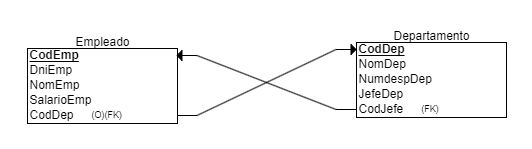 Empleado
CodEmp
DniEmp
NomEmp
SalarioEmp
CodDep (O)(FK)
Departamento
CodDep
NomDep
NumdespDep
JefeDep
CodJefe (FK)